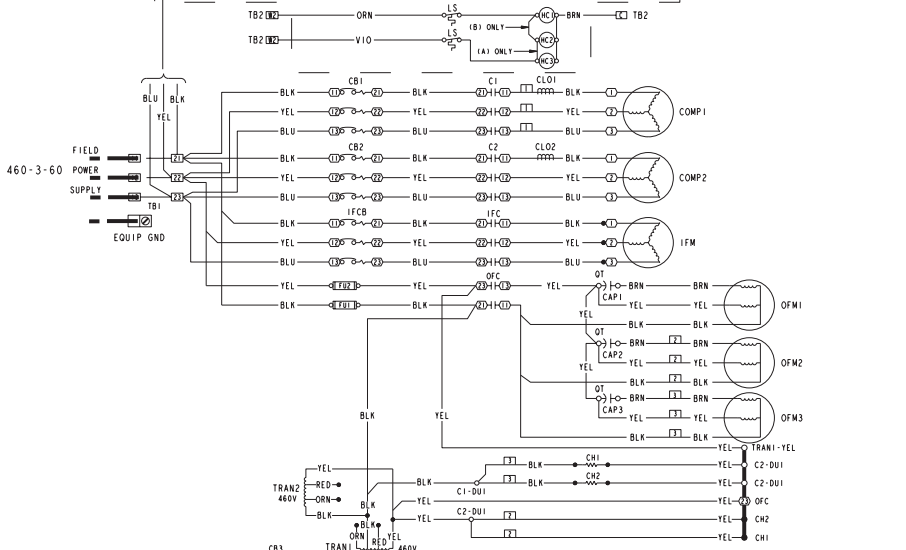 TB2 W2 ORN LS HC1 BRN C TB2
(B) ONLY
TB2 W2 VIO LS HC2
(A) ONLY
HC3
CB1 C1 CLO1
BLK 11 21 BLK 21 11 1 BLK 1
BLU BLK
YEL 12 22 YEL 22 12 1 YEL 2 COMP1
YEL
BLU 13 23 BLU 23 13 1 BLU 3
FIELD
CB2 C2 CLO2
21 BLK 11 21 BLK 21 11 BLK 1
460-3-60 POWER
22 YEL 12 22 YEL 22 12 YEL 2 COMP2
SUPPLY
23 BLU 13 23 BLU 23 13 BLU 3
TB1
IFCB IFC
BLK 11 21 BLK 21 11 BLK 1
EQUIP GND
YEL 12 22 YEL 22 12 YEL 2 IFM
BLU 13 23 BLU 23 13 BLU 3
OFC QT
YEL FU2 YEL 23 13 YEL BRN BRN
CAP1
BLK FU1 BLK 21 11 YEL YEL OFM1
YEL
BLK BLK
QT
BRN 2 BRN
CAP2
YEL 2 YEL OFM2
YEL
BLK 2 BLK
QT
BRN 3 BRN
CAP3
BLK YEL YEL 3 YEL OFM3
BLK 3 BLK
YEL TRAN1-YEL
YEL 3 BLK CH1 YEL C2-DU1
TRAN2 RED BLK 3 BLK CH2 YEL C2-DU1
460V C1-DU1
ORN BLK YEL YEL 23 OFC
C2-DU1
BLK YEL 2 YEL CH2
BLK
ORN RED YEL 2 YEL CH1
CB3 TRAN1 460V